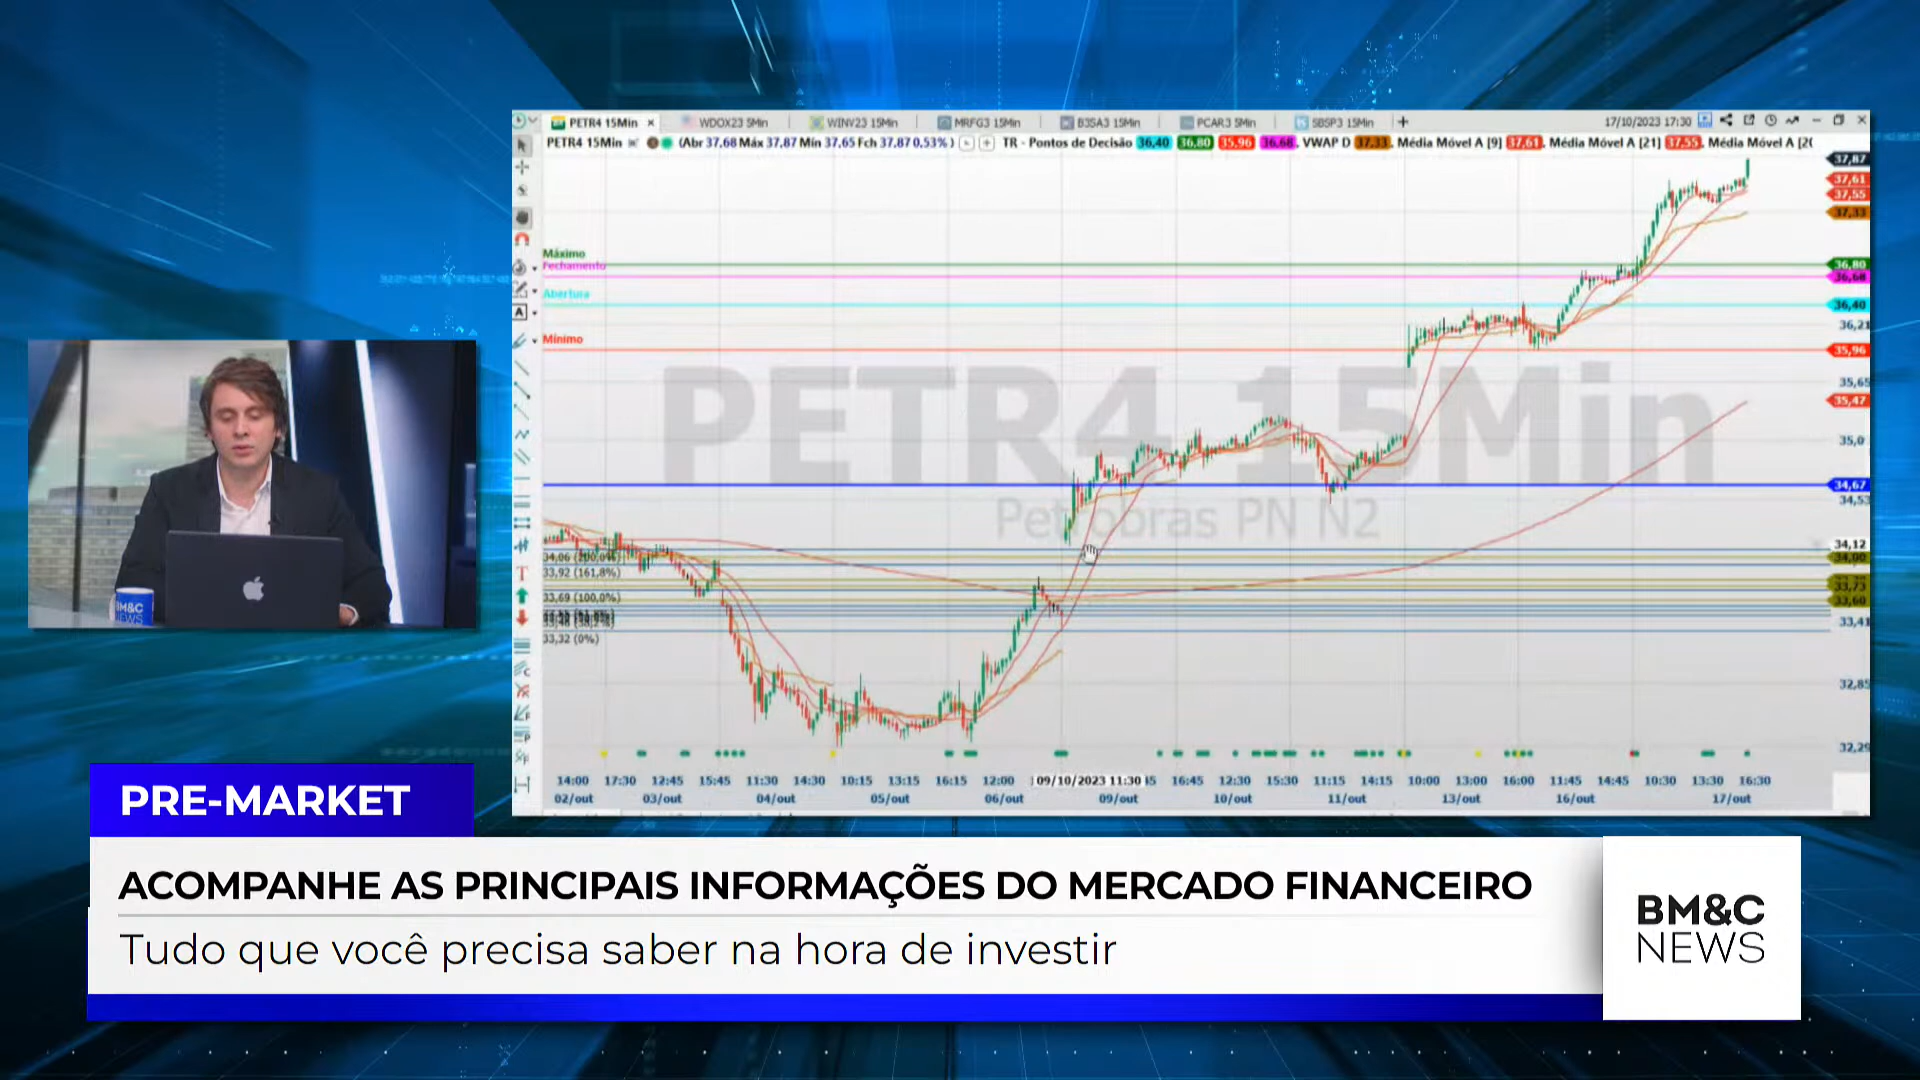 PETR4 15Min
WDOX23 5Min
WINV23 15Min
MRFG3 15Min
B3SA3 15Min
PCAR3 5Min
SBSP3 15Min
17/10/2023 17:30
PETR4 15Min (Abr 37,68 Máx 37,87 Mín 37,65 Fch 37,87 0,53%) TR - Pontos de Decisão 36,40 36,80 35,96 36,68. VWAP D 37,33. Média Móvel A [9] 37,61. Média Móvel A [21] 37,55. Média Móvel A [20
37,87
37,61
37,55
37,33
Máximo
36,80
Fechamento
36,68
Abertura
36,40
36,21
Mínimo
35,96
PETR4 15Min
Petrobras PN N2
35,65
35,47
35,0
34,67
34,53
34,12
34,06 (200,0%)
34,00
33,92 (161,8%)
33,73
33,69 (100,0%)
33,60
33,41
33,32 (0%)
32,85
32,29
14:00 17:30 12:45 15:45 11:30 14:30 10:15 13:15 16:15 12:00 09/10/2023 11:30 16:45 12:30 15:30 11:15 14:15 10:00 13:00 16:00 11:45 14:45 10:30 13:30 16:30
02/out 03/out 04/out 05/out 06/out 09/out 10/out 11/out 13/out 16/out 17/out
BM&C
NEWS
PRE-MARKET
ACOMPANHE AS PRINCIPAIS INFORMAÇÕES DO MERCADO FINANCEIRO
Tudo que você precisa saber na hora de investir
BM&C
NEWS